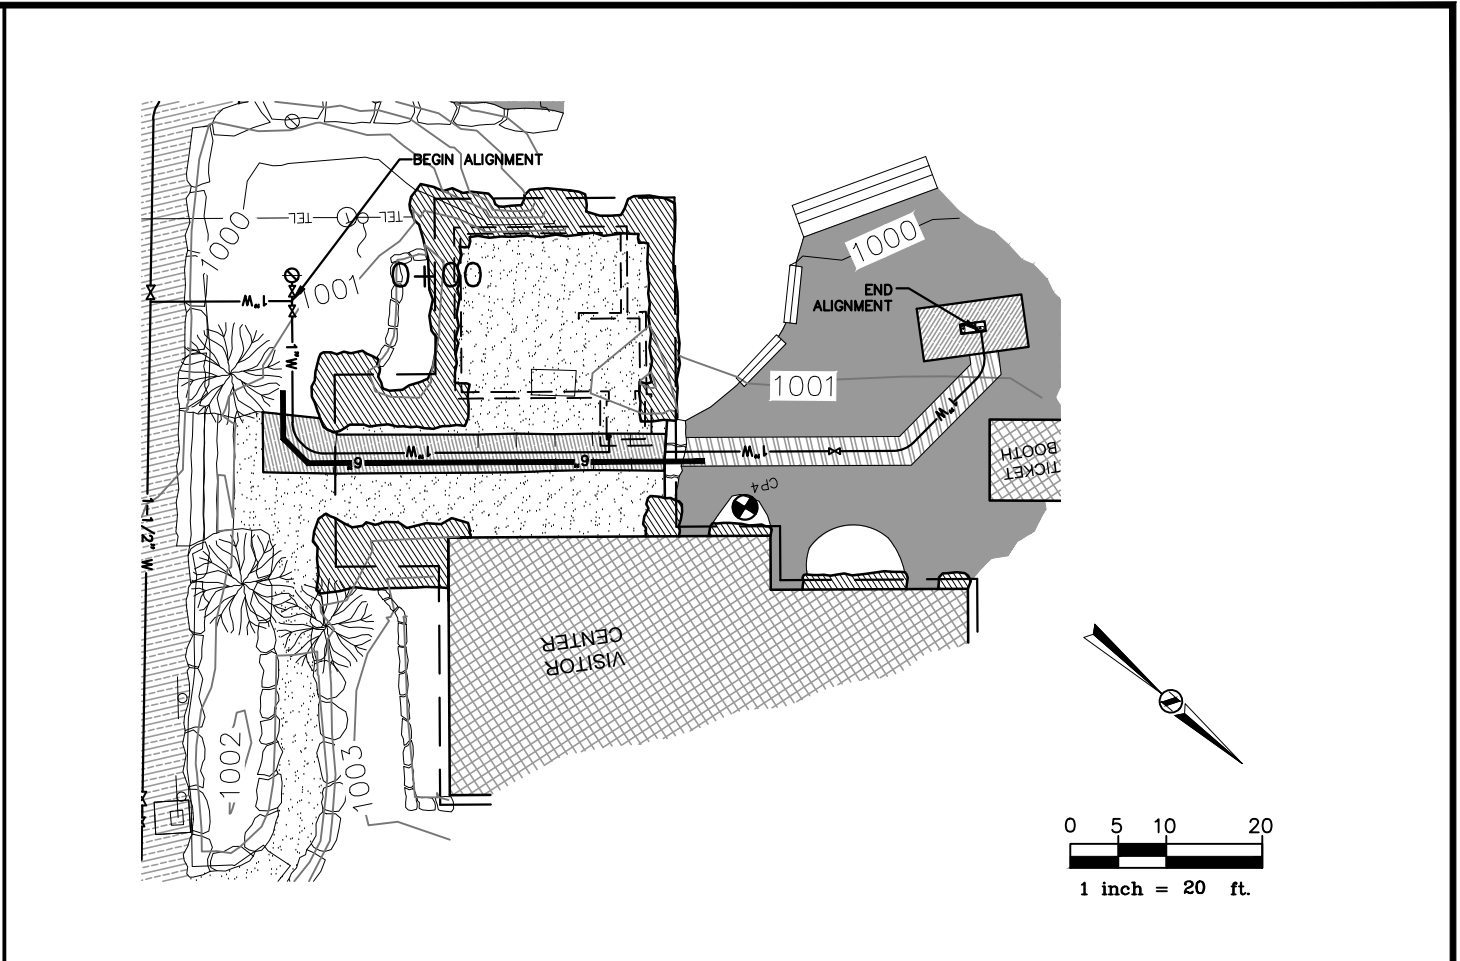 BEGIN ALIGNMENT
TEL
TEL
1000
1000
0+00
1001
1"W
END
ALIGNMENT
1"W
1001
1"W
1"W
1"W
6"
6"
TICKET
BOOTH
CP4
1-1/2" W
VISITOR
CENTER
1002
1003
0 5 10 20
1 inch = 20 ft.